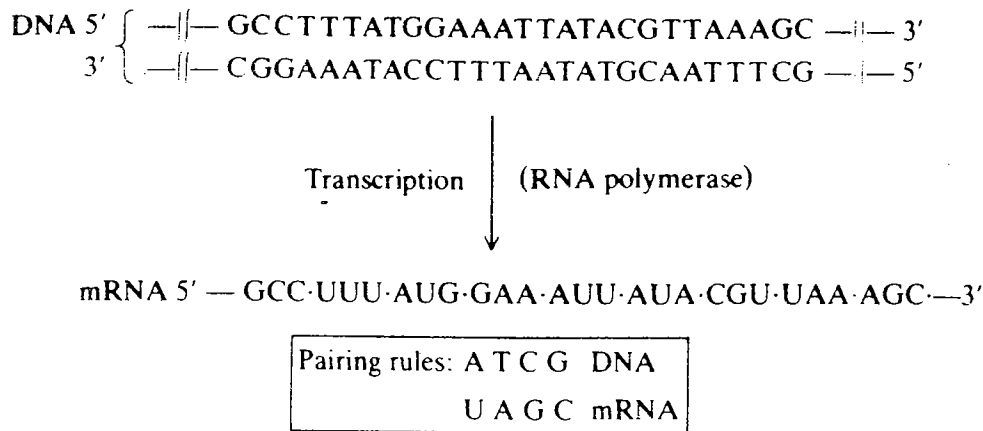 DNA 5′ —||— GCCTTTATGGAAATTATACGTTAAAGC —||— 3′
3′ —||— CGGAAATACCTTTAATATGCAATTTCG —|— 5′
Transcription (RNA polymerase)
mRNA 5′ — GCC·UUU·AUG·GAA·AUU·AUA·CGU·UAA·AGC·—3′
Pairing rules: A T C G DNA
U A G C mRNA